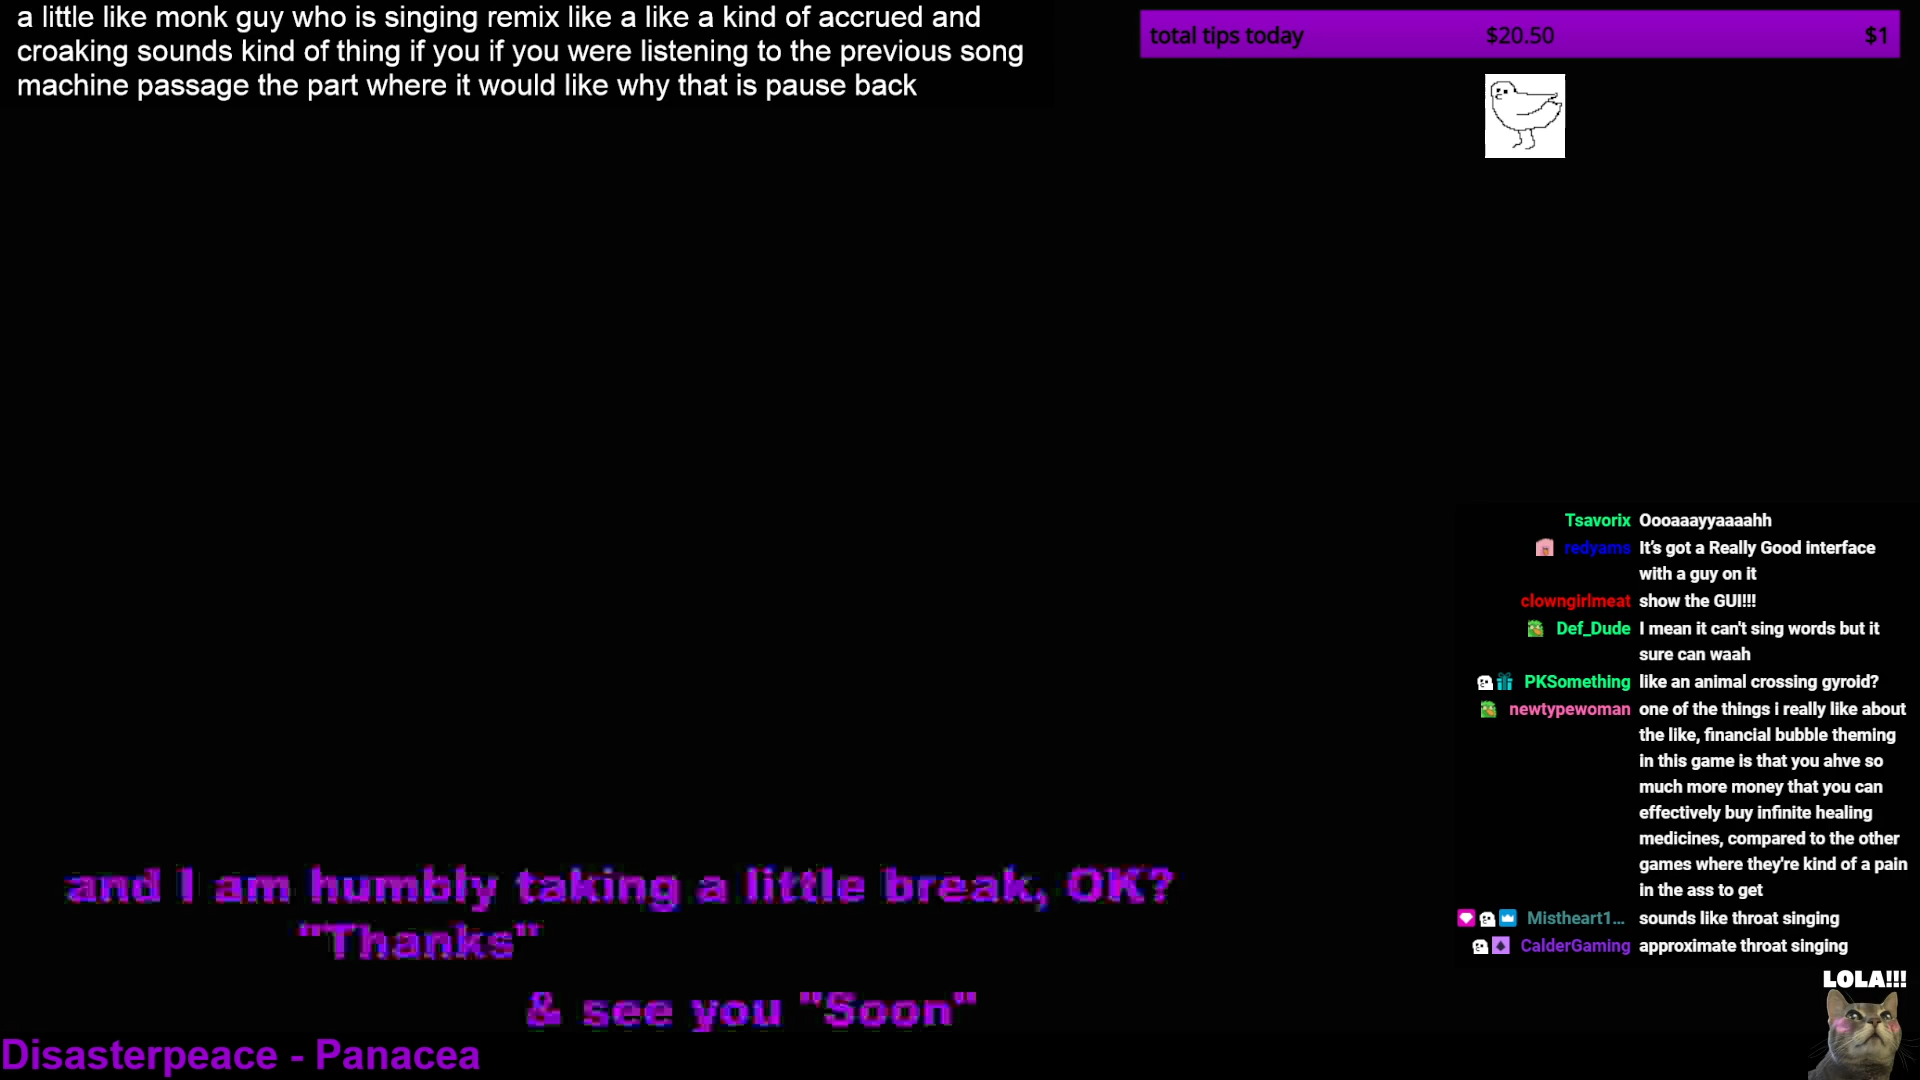 a little like monk guy who is singing remix like a like a kind of accrued and
croaking sounds kind of thing if you if you were listening to the previous song
machine passage the part where it would like why that is pause back
total tips today $20.50 $1
Tsavorix Oooaaayyaaaahh
redyams It's got a Really Good interface
with a guy on it
clowngirlmeat show the GUI!!!
Def_Dude I mean it can't sing words but it
sure can waah
PKSomething like an animal crossing gyroid?
newtypewoman one of the things i really like about
the like, financial bubble theming
in this game is that you ahve so
much more money that you can
effectively buy infinite healing
medicines, compared to the other
games where they're kind of a pain
in the ass to get
Mistheart1... sounds like throat singing
CalderGaming approximate throat singing
LOLA!!!
and I am humbly taking a little break, OK?
"Thanks"
& see you "Soon"
Disasterpeace - Panacea